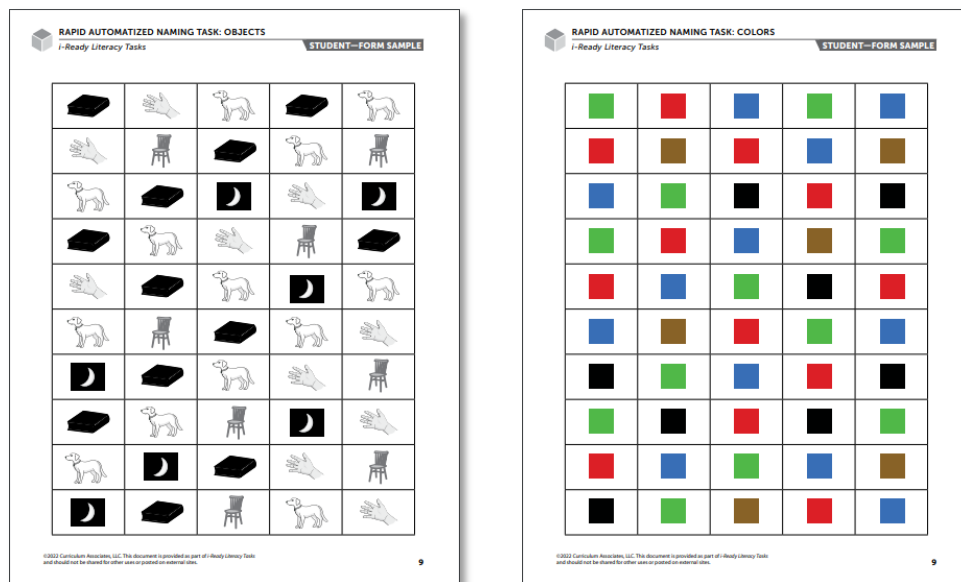 RAPID AUTOMATIZED NAMING TASK: OBJECTS
i-Ready Literacy Tasks
STUDENT—FORM SAMPLE
©2022 Curriculum Associates, LLC. This document is provided as part of i-Ready Literacy Tasks
and should not be shared for other uses or posted on external sites.
9
RAPID AUTOMATIZED NAMING TASK: COLORS
i-Ready Literacy Tasks
STUDENT—FORM SAMPLE
©2022 Curriculum Associates, LLC. This document is provided as part of i-Ready Literacy Tasks
and should not be shared for other uses or posted on external sites.
9